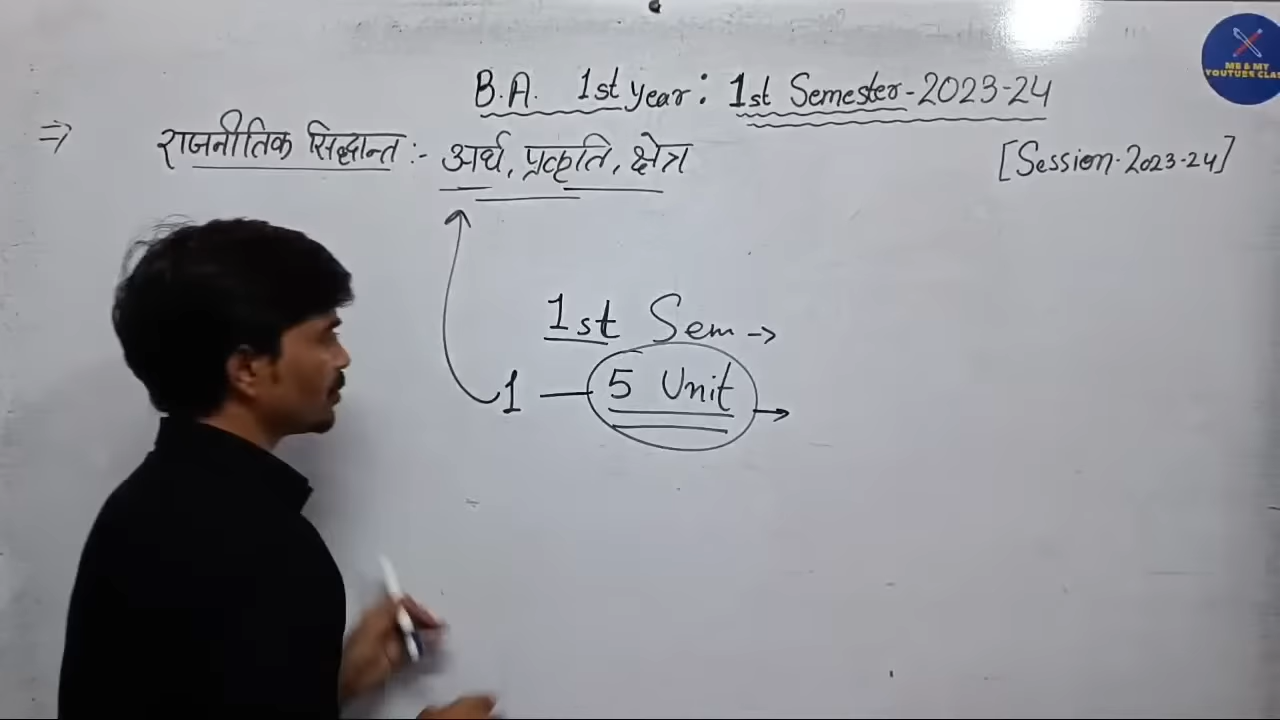 B.A. 1st year: 1st Semester-2023-24
⇒ राजनीतिक सिद्धान्त :- अर्थ, प्रकृति, क्षेत्र
[Session-2023-24]
1st Sem →
1 — 5 Unit →
ME & MY
YOUTUBE CLAS